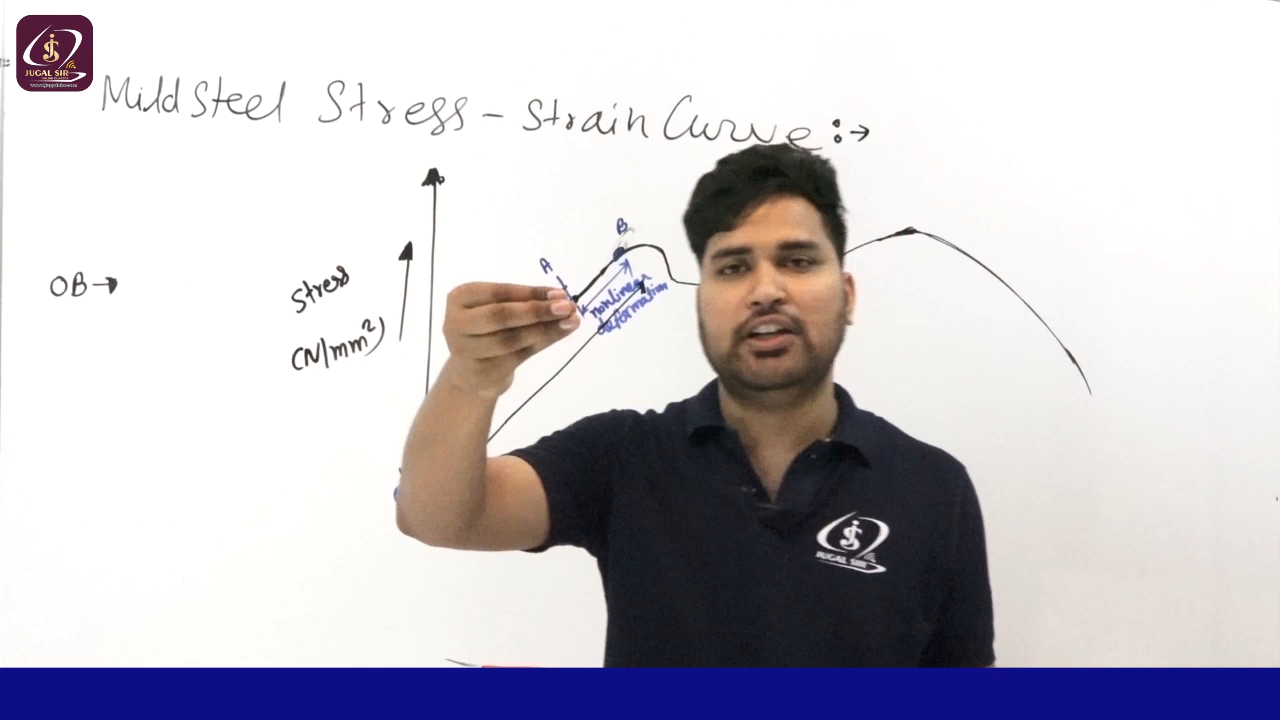 JUGAL SIR
Mild Steel Stress - Strain Curve :→
B
A
OB →
Stress
(N/mm²)
nonlinear
deformation
JUGAL SIR